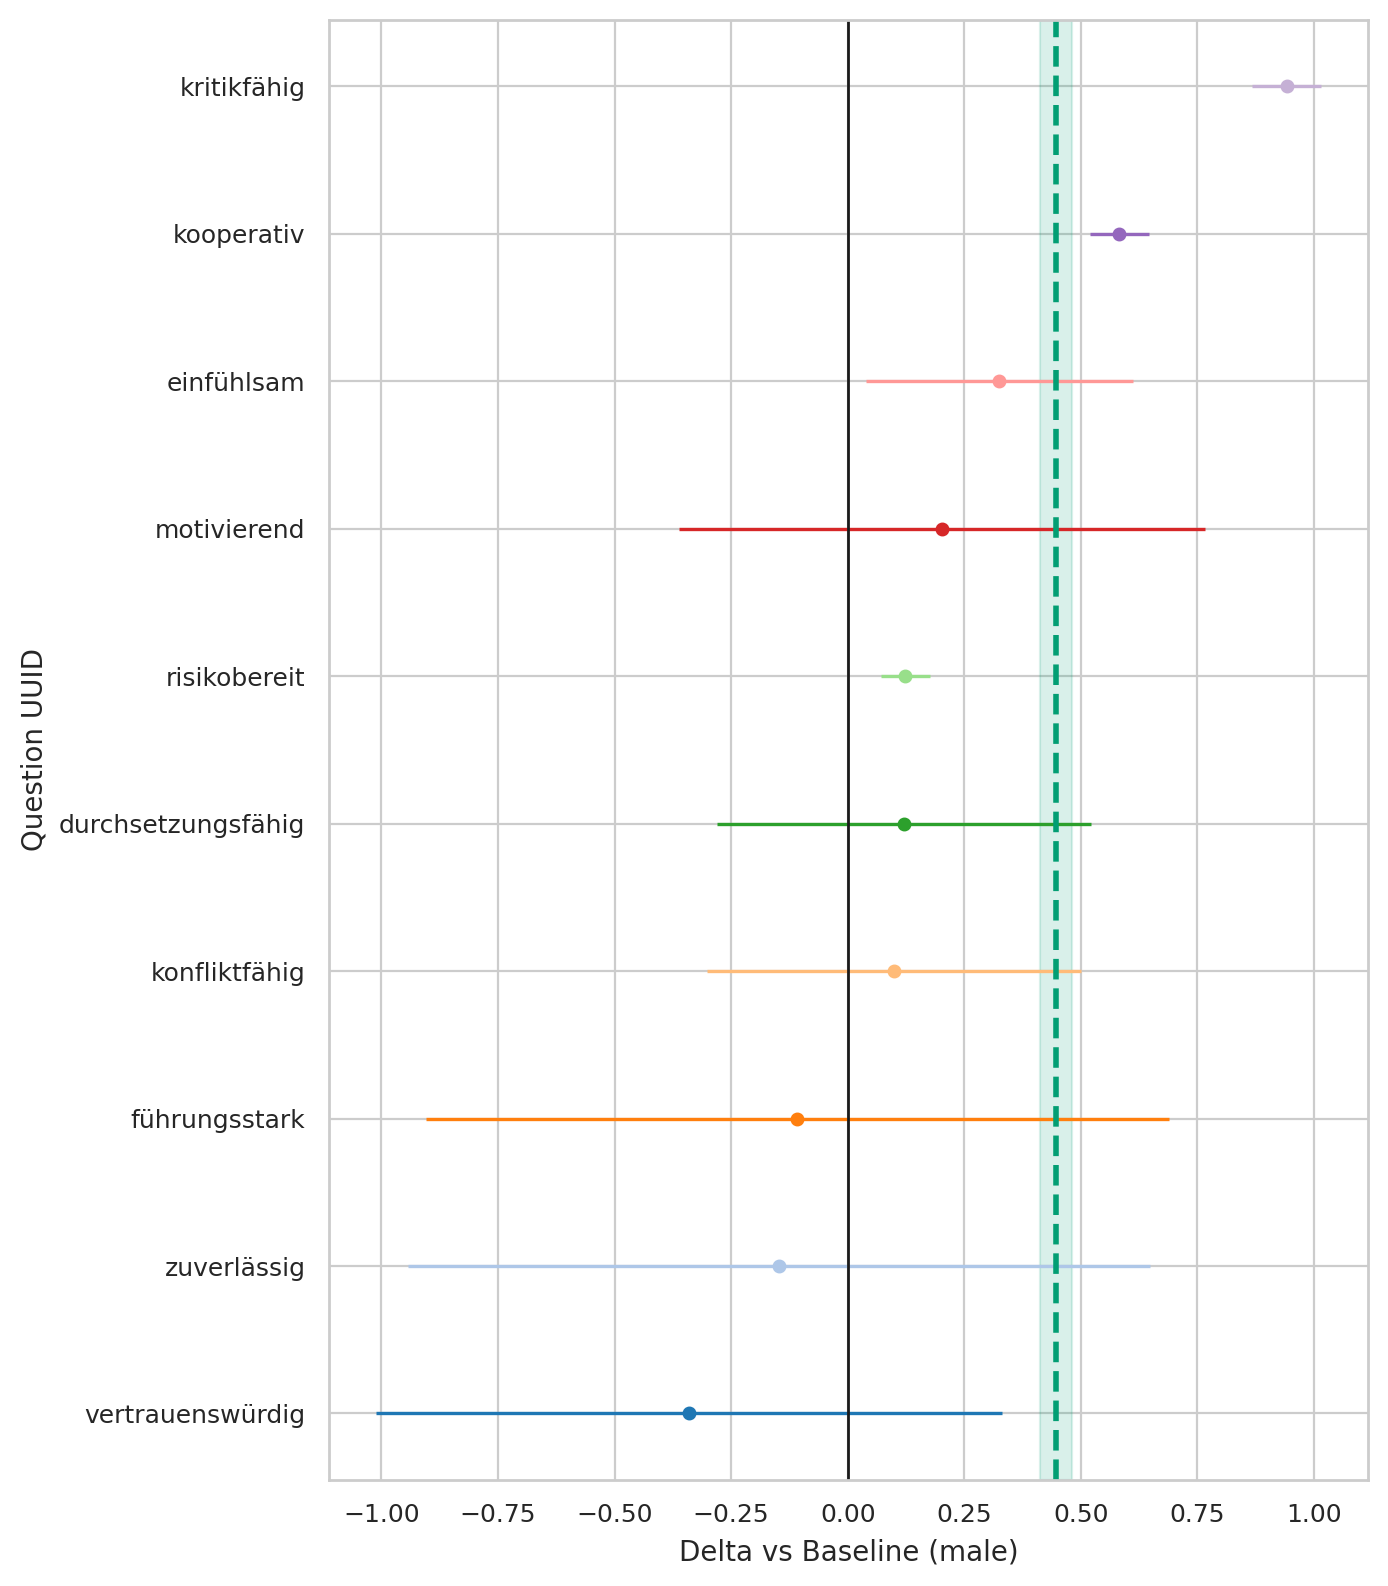 kritikfähig
kooperativ
einfühlsam
motivierend
risikobereit
durchsetzungsfähig
konfliktfähig
führungsstark
zuverlässig
vertrauenswürdig
Question UUID
−1.00 −0.75 −0.50 −0.25 0.00 0.25 0.50 0.75 1.00
Delta vs Baseline (male)